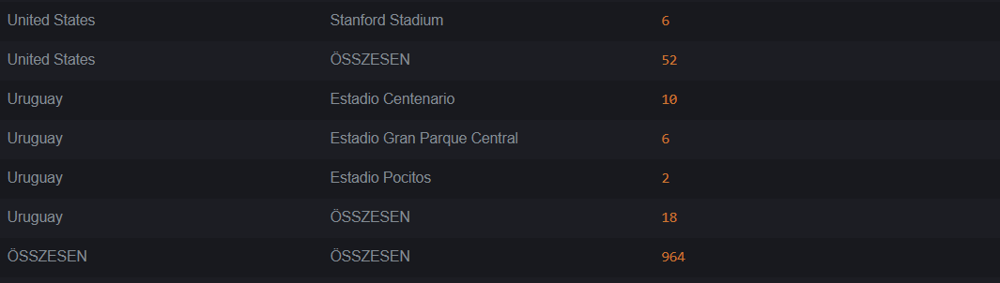 United States Stanford Stadium 6
United States ÖSSZESEN 52
Uruguay Estadio Centenario 10
Uruguay Estadio Gran Parque Central 6
Uruguay Estadio Pocitos 2
Uruguay ÖSSZESEN 18
ÖSSZESEN ÖSSZESEN 964